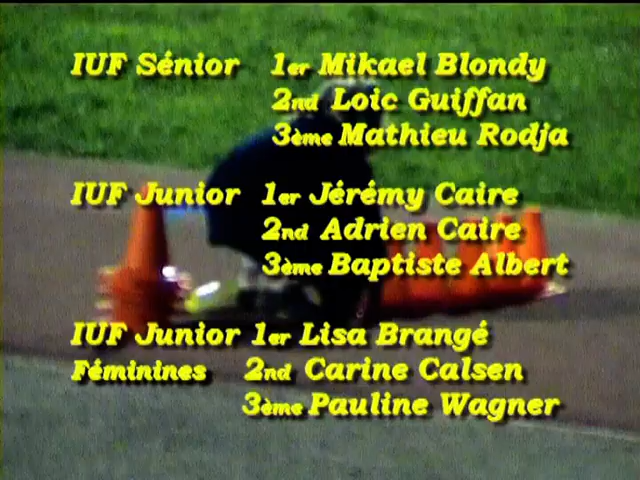 IUF Sénior 1er Mikael Blondy
2nd Loic Guiffan
3ème Mathieu Rodja
IUF Junior 1er Jérémy Caire
2nd Adrien Caire
3ème Baptiste Albert
IUF Junior 1er Lisa Brangé
Féminines 2nd Carine Calsen
3ème Pauline Wagner